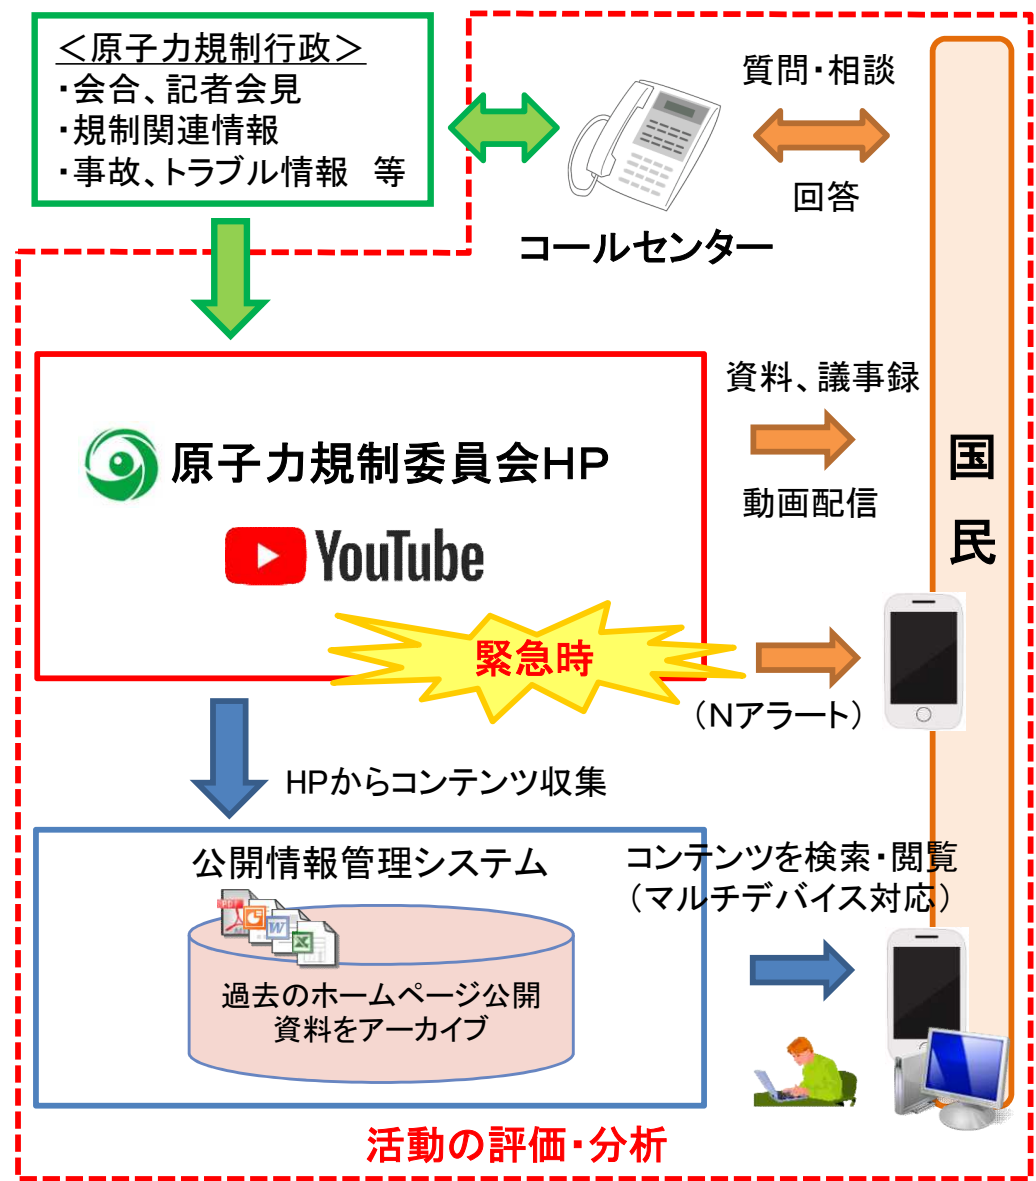 ＜原子力規制行政＞
・会合、記者会見
・規制関連情報
・事故、トラブル情報　等
質問・相談
回答
コールセンター
原子力規制委員会HP
YouTube
資料、議事録
動画配信
国民
緊急時
（Nアラート）
HPからコンテンツ収集
公開情報管理システム
PDF
W
X
過去のホームページ公開
資料をアーカイブ
コンテンツを検索・閲覧
（マルチデバイス対応）
活動の評価・分析